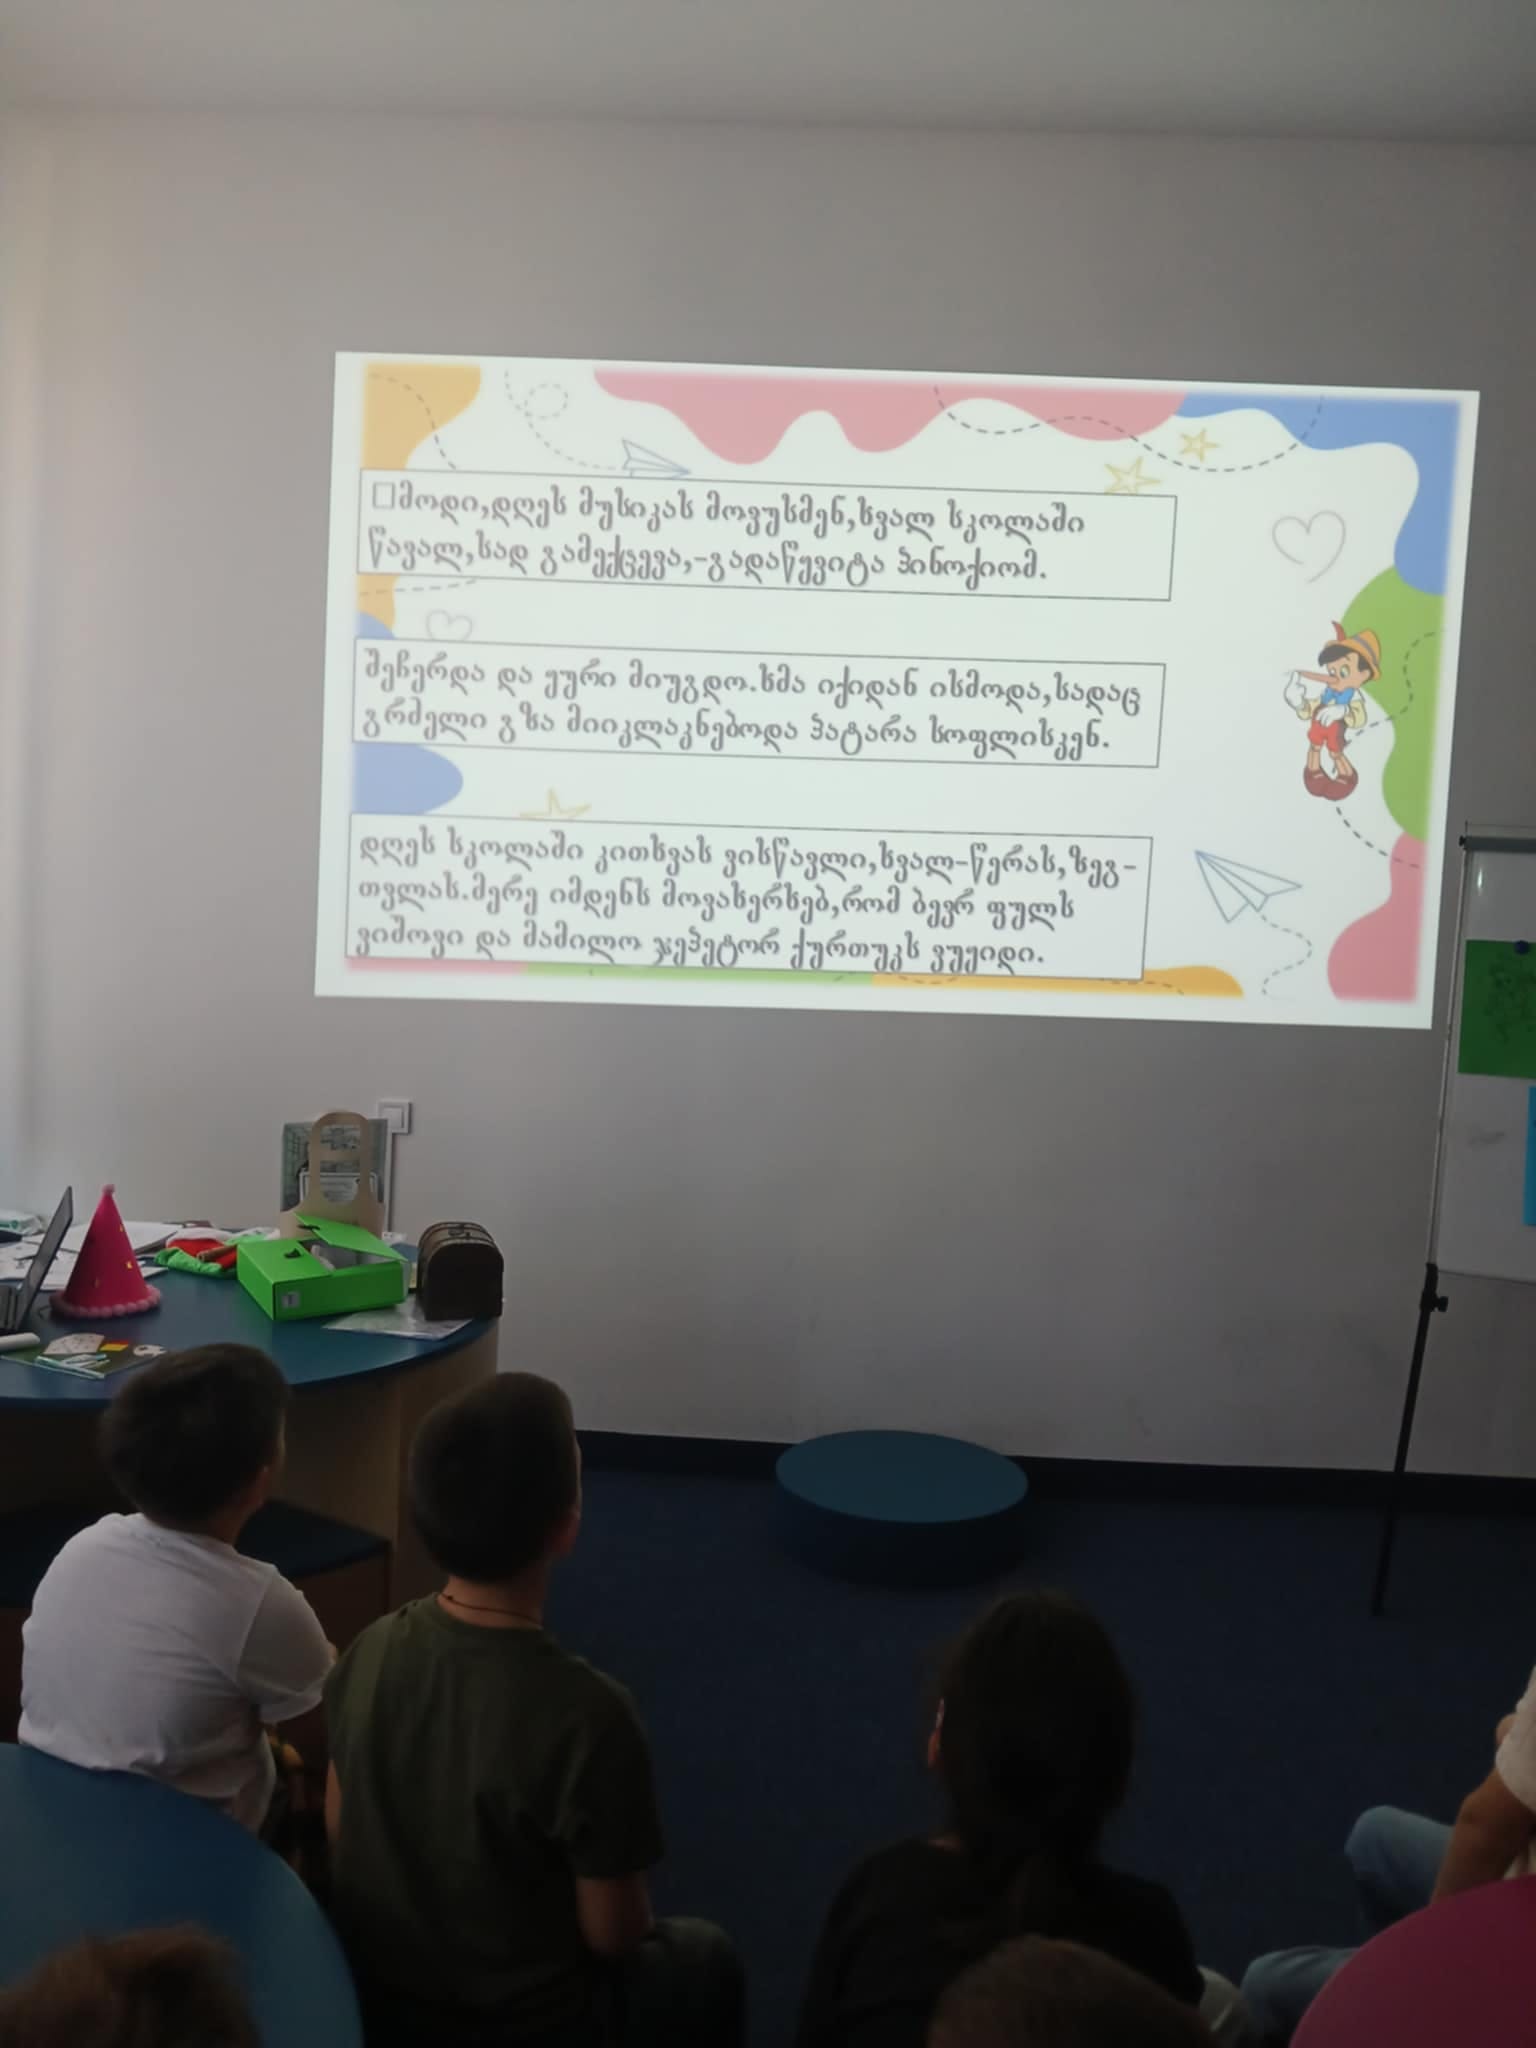 მოდი,დღეს მუსიკას მოვუსმენ,ხვალ სკოლაში
წავალ,სად გამექცევა,-გადაწყვიტა პინოქიომ.
შეჩერდა და ყური მიუგდო.ხმა იქიდან ისმოდა,სადაც
გრძელი გზა მიიკლაკნებოდა პატარა სოფლისკენ.
დღეს სკოლაში კითხვას ვისწავლი,ხვალ-წერას,ზეგ-
თვლას.მერე იმდენს მოვახერხებ,რომ ბევრ ფულს
ვიშოვი და მამილო ჯეპეტორ ქურთუკს ვუყიდი.